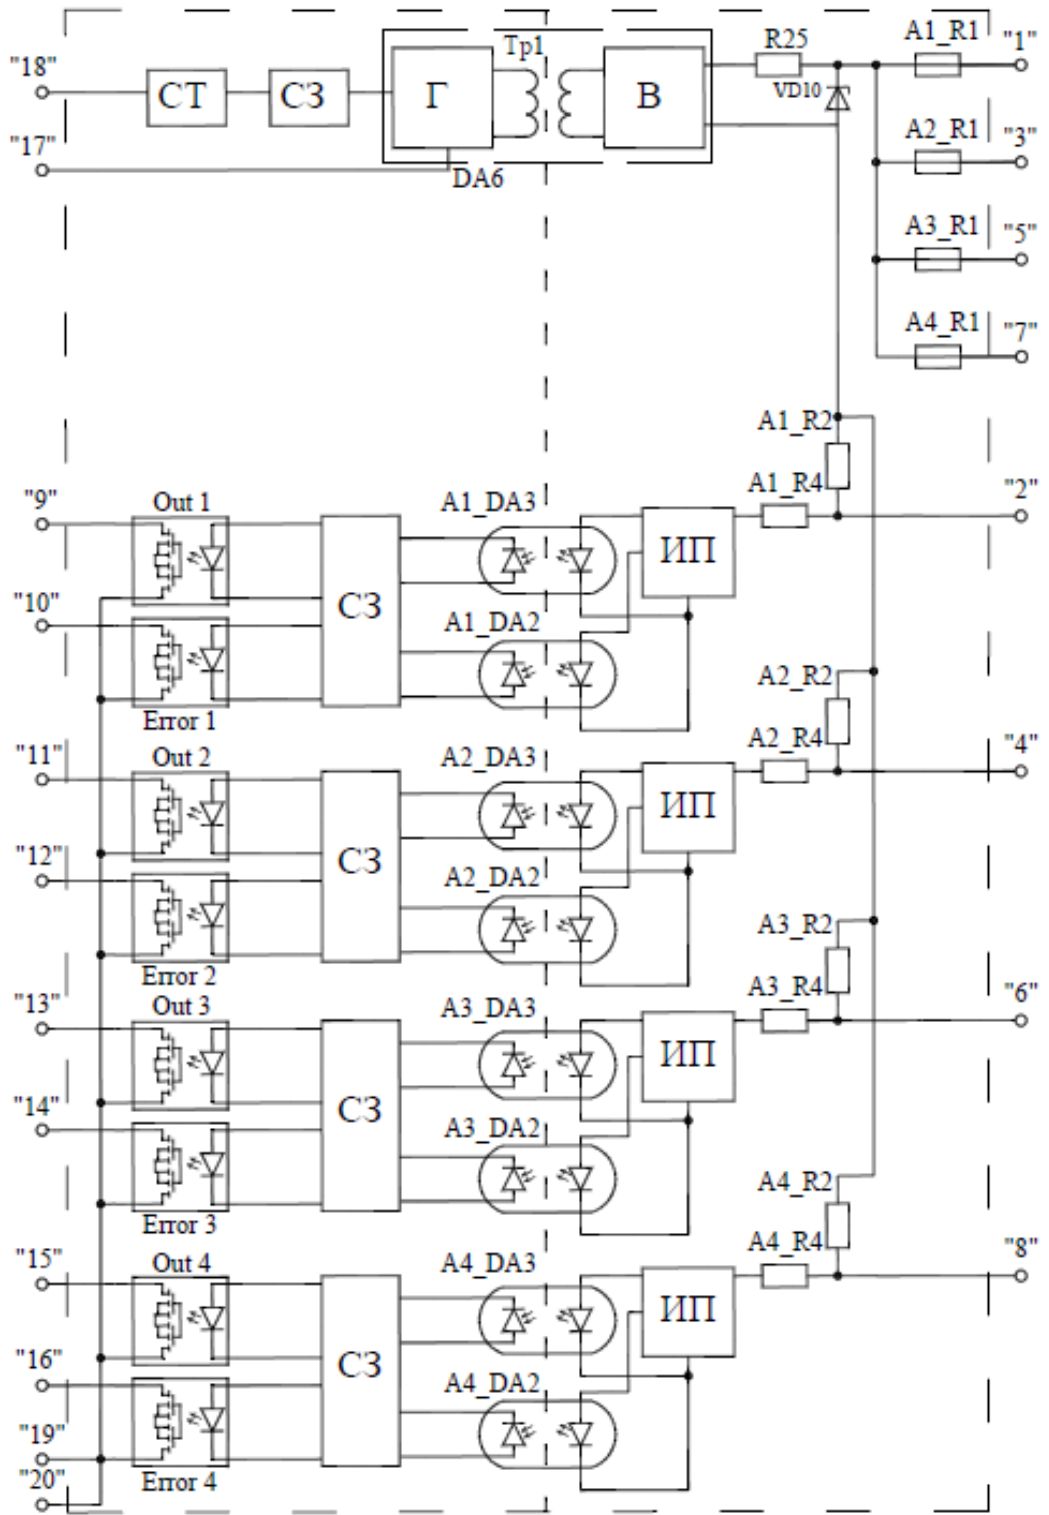 "18"
СТ
СЗ
Г
Тр1
В
R25
VD10
A1_R1
"1"
"17"
DA6
A2_R1
"3"
A3_R1
"5"
A4_R1
"7"
A1_R2
"9"
Out 1
A1_DA3
A1_R4
"2"
ИП
СЗ
"10"
A1_DA2
Error 1
A2_R2
"11"
Out 2
A2_DA3
A2_R4
"4"
ИП
СЗ
"12"
A2_DA2
Error 2
A3_R2
"13"
Out 3
A3_DA3
A3_R4
"6"
ИП
СЗ
"14"
A3_DA2
Error 3
A4_R2
"15"
Out 4
A4_DA3
A4_R4
"8"
ИП
СЗ
"16"
A4_DA2
"19"
"20"
Error 4